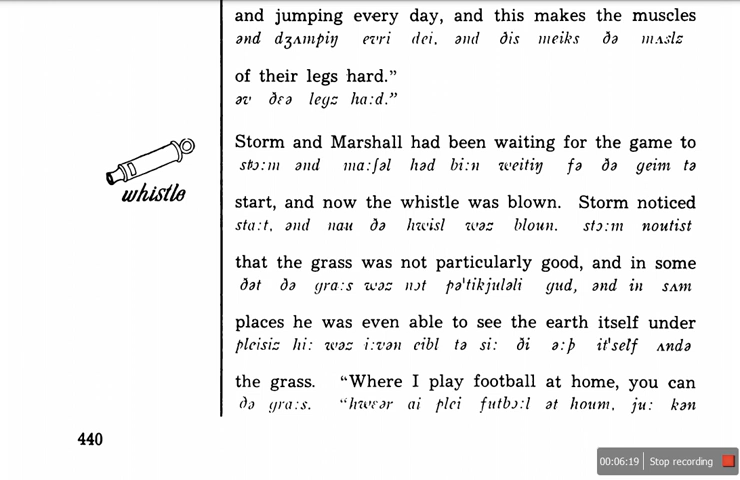 and jumping every day, and this makes the muscles
ənd dʒʌmpiŋ evri dei, ənd ðis meiks ðə mʌslz
of their legs hard.”
əv ðɛə legz ha:d.”
Storm and Marshall had been waiting for the game to
stɔ:m ənd ma:ʃəl həd bi:n weitiŋ fə ðə geim tə
whistle
start, and now the whistle was blown. Storm noticed
sta:t, ənd nau ðə hwisl wəz bloun. stɔ:m noutist
that the grass was not particularly good, and in some
ðət ðə gra:s wəz nɔt pə'tikjuləli gud, ənd in sʌm
places he was even able to see the earth itself under
pleisiz hi: wəz i:vən eibl tə si: ði ə:þ it'self ʌndə
the grass. “Where I play football at home, you can
ðə gra:s. “hwɛər ai plei futbɔ:l ət houm, ju: kən
440
00:06:19 Stop recording